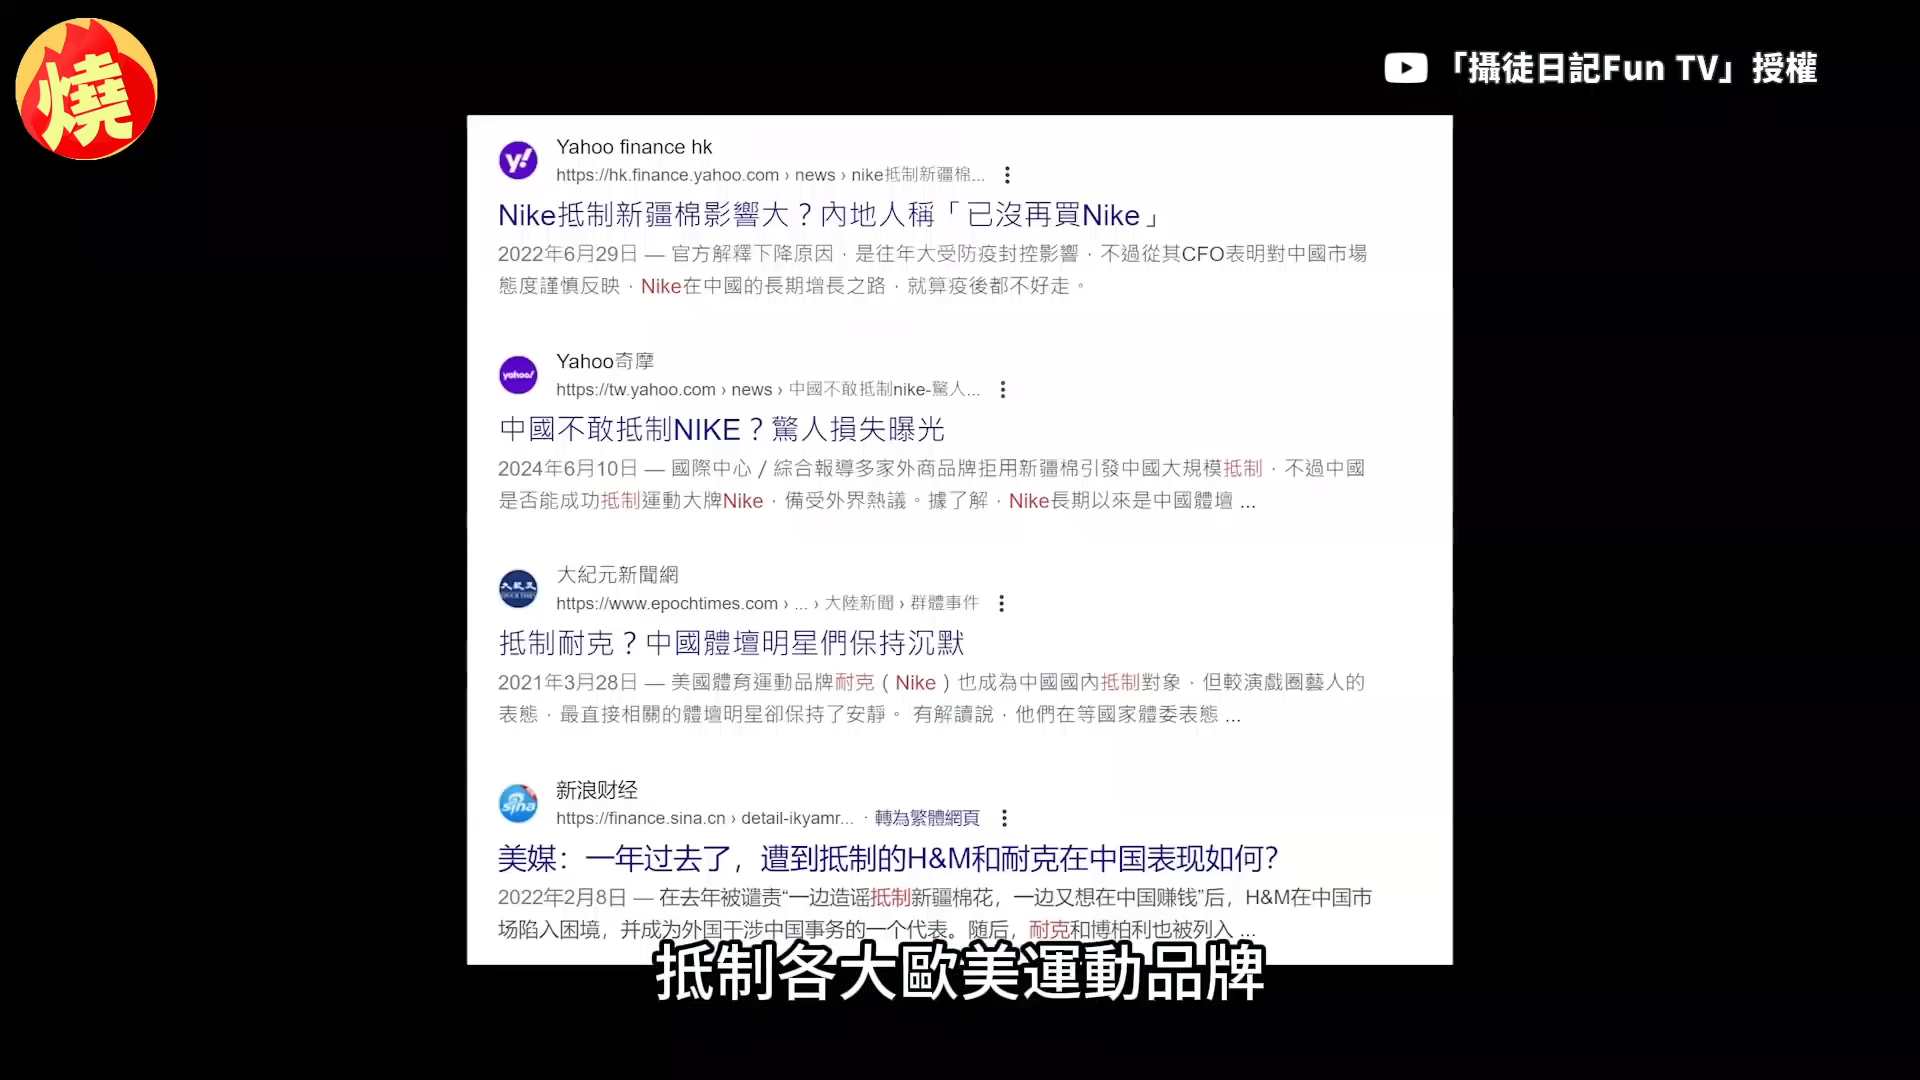 燒
「攝徒日記Fun TV」授權
Yahoo finance hk
https://hk.finance.yahoo.com › news › nike抵制新疆棉...
Nike抵制新疆棉影響大？內地人稱「已沒再買Nike」
2022年6月29日 — 官方解釋下降原因，是往年大受防疫封控影響，不過從其CFO表明對中國市場
態度謹慎反映，Nike在中國的長期增長之路，就算疫後都不好走。
yahoo!
Yahoo奇摩
https://tw.yahoo.com › news › 中國不敢抵制nike-驚人...
中國不敢抵制NIKE？驚人損失曝光
2024年6月10日 — 國際中心／綜合報導多家外商品牌拒用新疆棉引發中國大規模抵制，不過中國
是否能成功抵制運動大牌Nike，備受外界熱議。據了解，Nike長期以來是中國體壇 ...
大紀元
EPOCH TIMES
大紀元新聞網
https://www.epochtimes.com › ... › 大陸新聞 › 群體事件
抵制耐克？中國體壇明星們保持沉默
2021年3月28日 — 美國體育運動品牌耐克（Nike）也成為中國國內抵制對象，但較演戲圈藝人的
表態，最直接相關的體壇明星卻保持了安靜。 有解讀說，他們在等國家體委表態 ...
sina
新浪财经
https://finance.sina.cn › detail-ikyamr... · 轉為繁體網頁
美媒：一年过去了，遭到抵制的H&M和耐克在中国表现如何？
2022年2月8日 — 在去年被谴责“一边造谣抵制新疆棉花，一边又想在中国赚钱”后，H&M在中国市
场陷入困境，并成为外国干涉中国事务的一个代表。随后，耐克和博柏利也被列入 ...
抵制各大歐美運動品牌